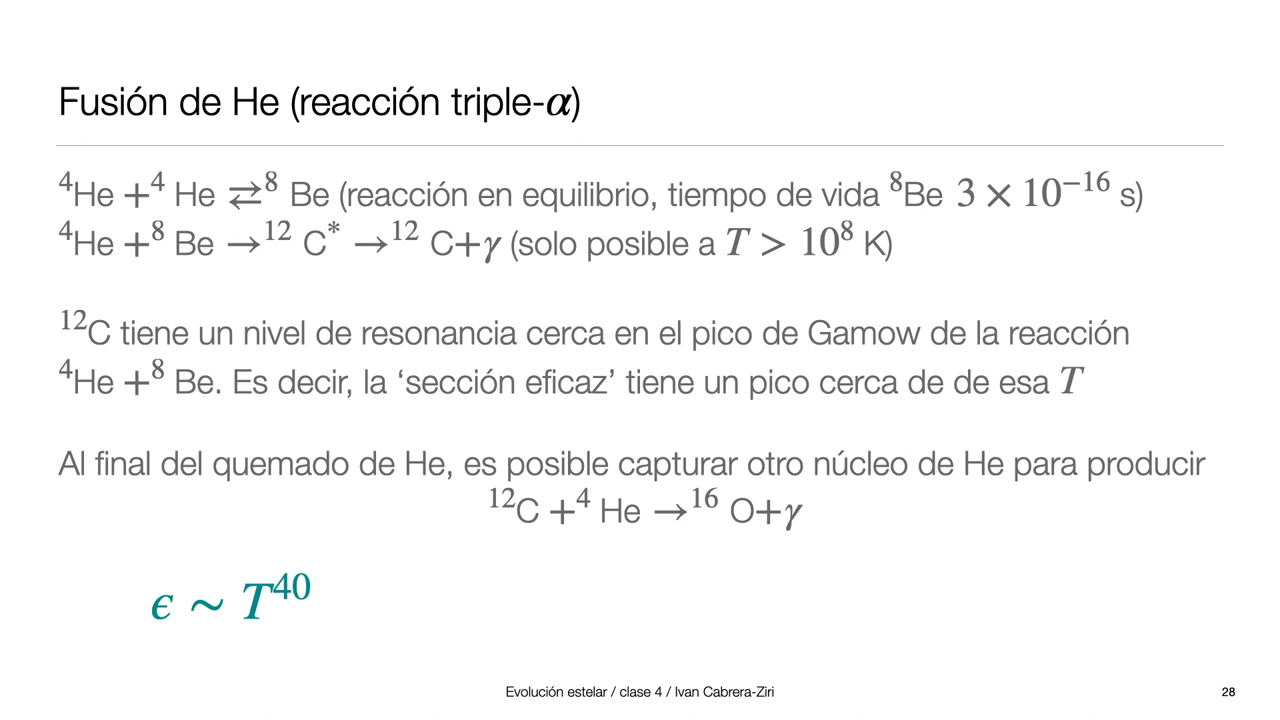 Fusión de He (reacción triple-α)
⁴He +⁴ He ⇄⁸ Be (reacción en equilibrio, tiempo de vida ⁸Be 3 × 10⁻¹⁶ s)
⁴He +⁸ Be →¹² C* →¹² C+γ (solo posible a T > 10⁸ K)
¹²C tiene un nivel de resonancia cerca en el pico de Gamow de la reacción
⁴He +⁸ Be. Es decir, la ‘sección eficaz’ tiene un pico cerca de de esa T
Al final del quemado de He, es posible capturar otro núcleo de He para producir
¹²C +⁴ He →¹⁶ O+γ
ϵ ∼ T⁴⁰
Evolución estelar / clase 4 / Ivan Cabrera-Ziri
28